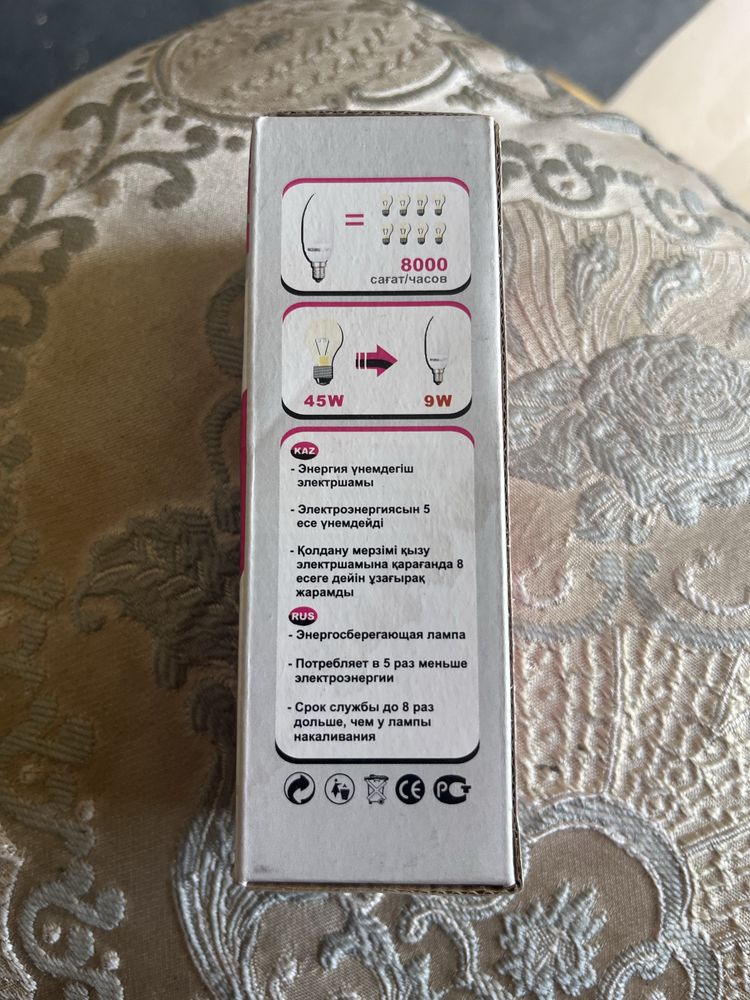 =
8000
сағат/часов
45W
9W
KAZ
- Энергия үнемдегіш
электршамы
- Электроэнергиясын 5
есе үнемдейді
- Қолдану мерзімі қызу
электршамына қарағанда 8
есеге дейін ұзағырақ
жарамды
RUS
- Энергосберегающая лампа
- Потребляет в 5 раз меньше
электроэнергии
- Срок службы до 8 раз
дольше, чем у лампы
накаливания
CE РСТ